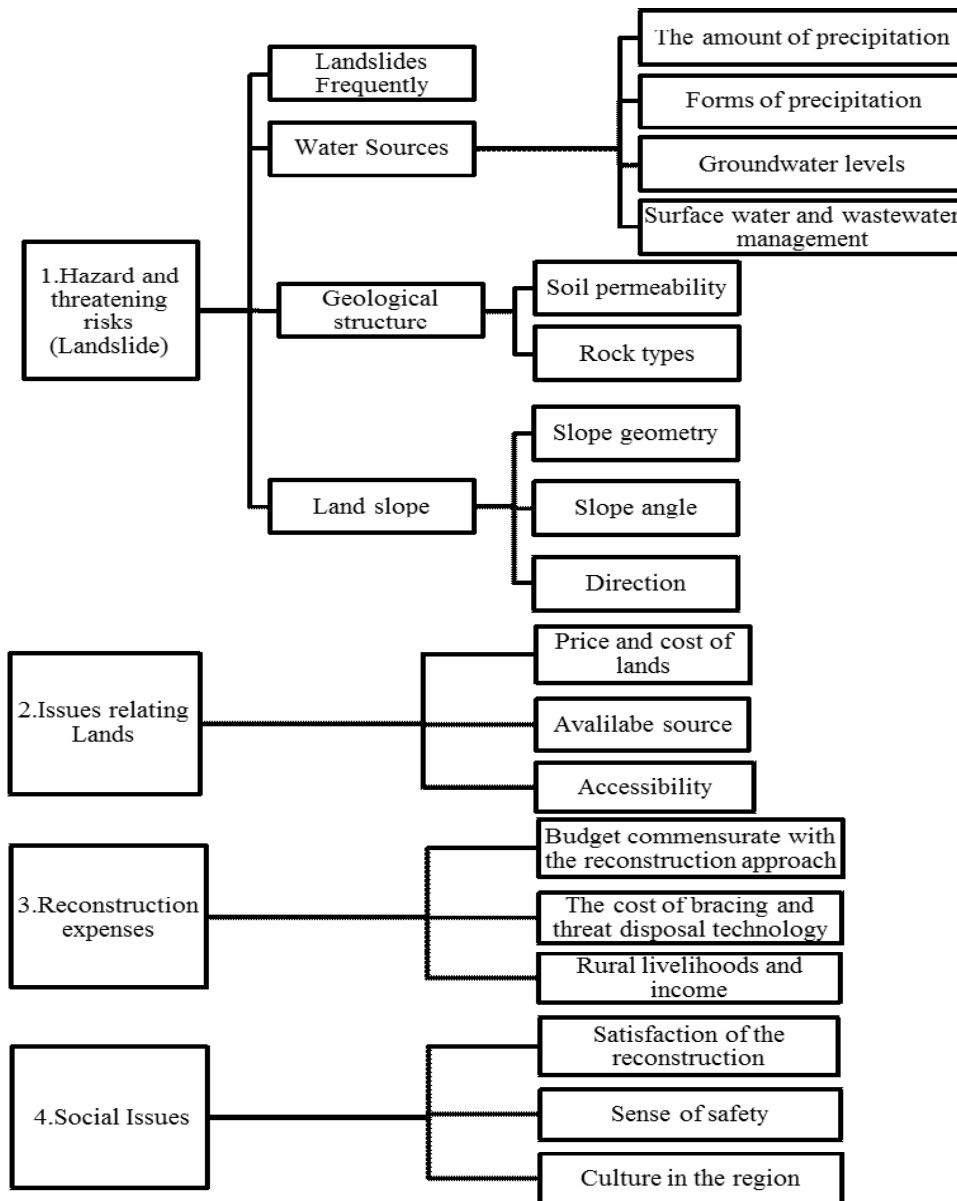 1.Hazard and
threatening
risks
(Landslide)
Landslides
Frequently
Water Sources
The amount of precipitation
Forms of precipitation
Groundwater levels
Surface water and wastewater
management
Geological
structure
Soil permeability
Rock types
Land slope
Slope geometry
Slope angle
Direction
2.Issues relating
Lands
Price and cost of
lands
Avalilabe source
Accessibility
3.Reconstruction
expenses
Budget commensurate with
the reconstruction approach
The cost of bracing and
threat disposal technology
Rural livelihoods and
income
4.Social Issues
Satisfaction of the
reconstruction
Sense of safety
Culture in the region